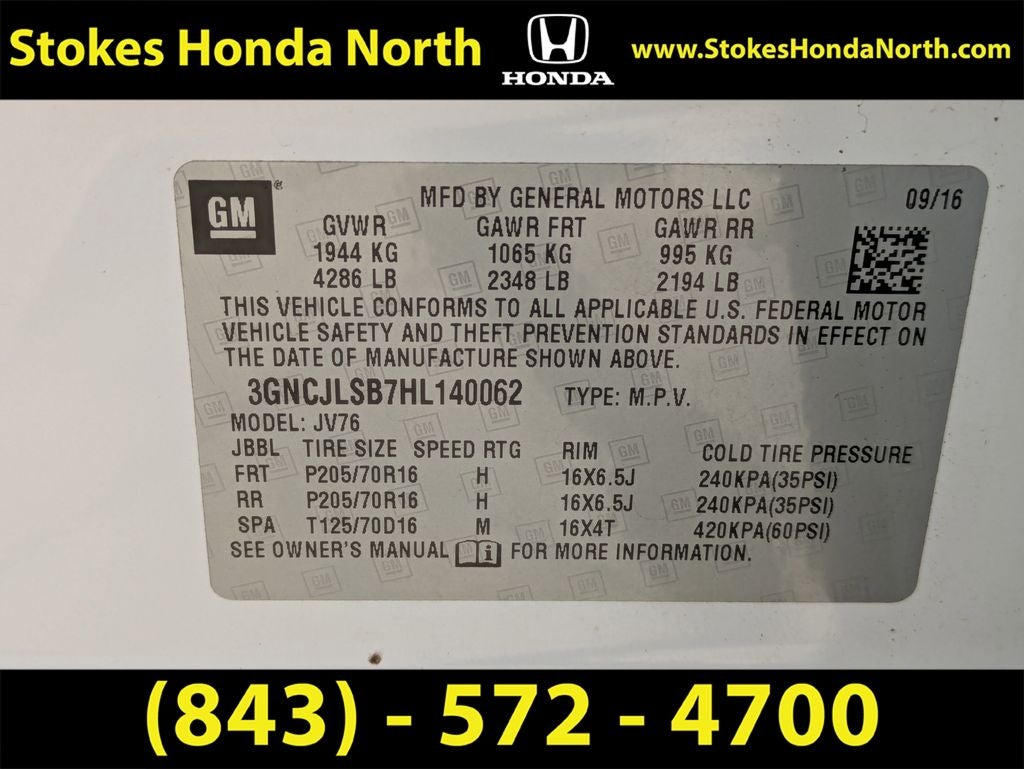 Stokes Honda North
HONDA
www.StokesHondaNorth.com
GM
MFD BY GENERAL MOTORS LLC 09/16
GVWR GAWR FRT GAWR RR
1944 KG 1065 KG 995 KG
4286 LB 2348 LB 2194 LB
THIS VEHICLE CONFORMS TO ALL APPLICABLE U.S. FEDERAL MOTOR
VEHICLE SAFETY AND THEFT PREVENTION STANDARDS IN EFFECT ON
THE DATE OF MANUFACTURE SHOWN ABOVE.
3GNCJLSB7HL140062 TYPE: M.P.V.
MODEL: JV76
JBBL TIRE SIZE SPEED RTG RIM COLD TIRE PRESSURE
FRT P205/70R16 H 16X6.5J 240KPA(35PSI)
RR P205/70R16 H 16X6.5J 240KPA(35PSI)
SPA T125/70D16 M 16X4T 420KPA(60PSI)
SEE OWNER'S MANUAL i FOR MORE INFORMATION.
(843) - 572 - 4700